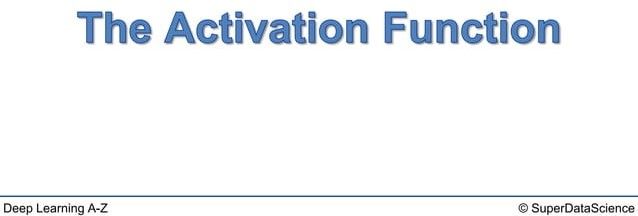 The Activation Function
Deep Learning A-Z
© SuperDataScience